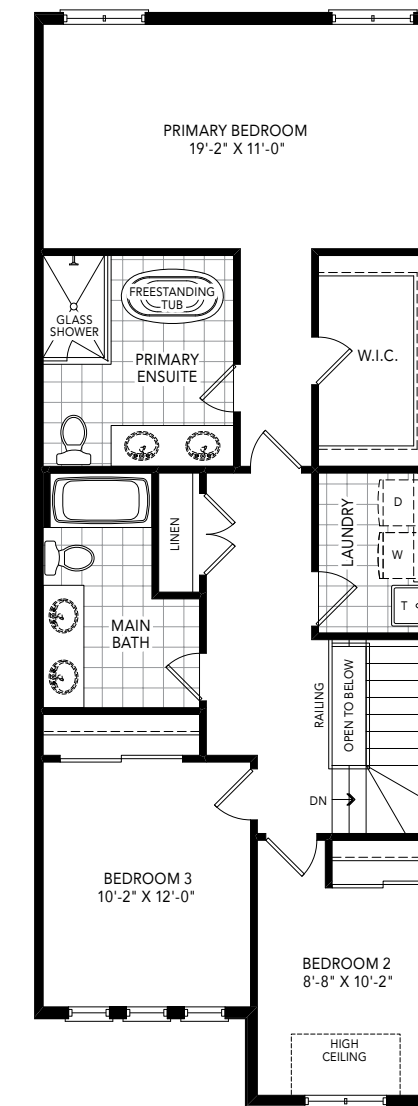 PRIMARY BEDROOM
19'-2" X 11'-0"
FREESTANDING
TUB
GLASS
SHOWER
PRIMARY
ENSUITE
W.I.C.
LINEN
LAUNDRY
D
W
T
MAIN
BATH
RAILING
OPEN TO BELOW
DN
BEDROOM 3
10'-2" X 12'-0"
BEDROOM 2
8'-8" X 10'-2"
HIGH
CEILING